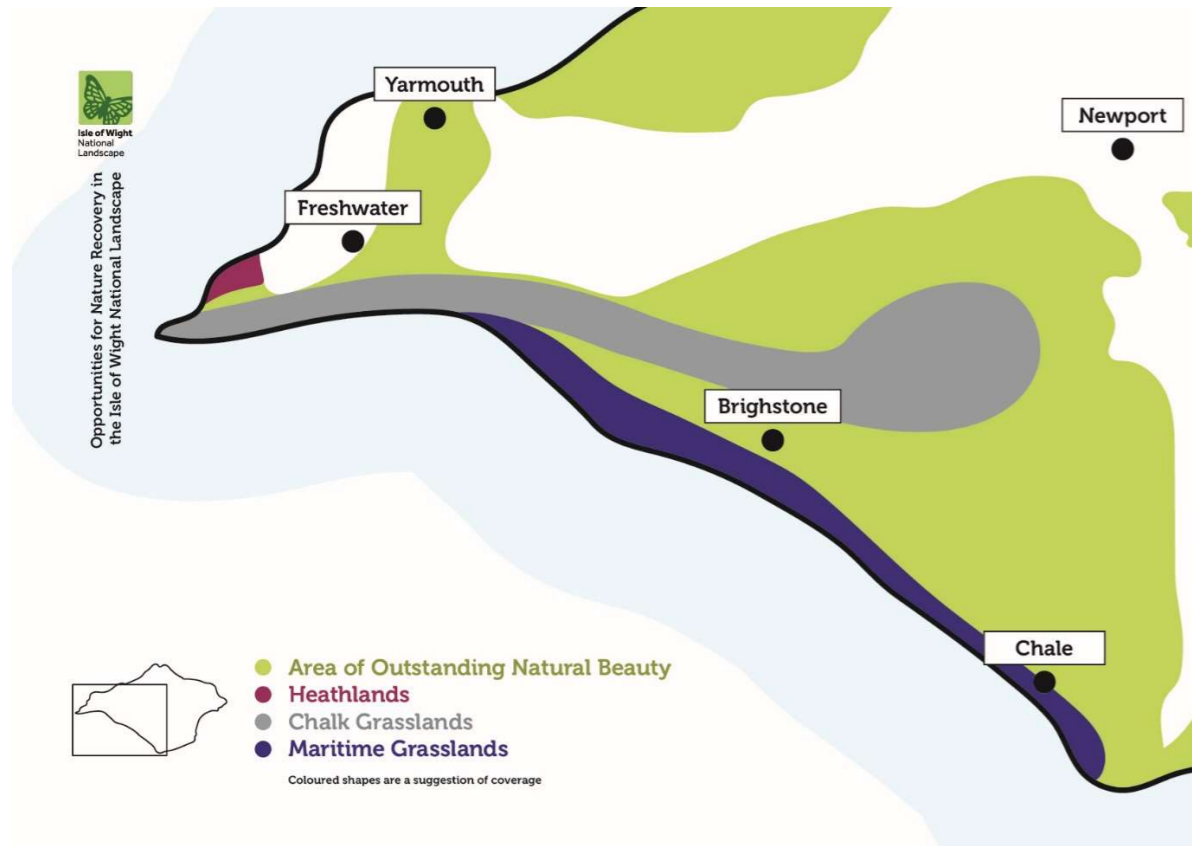 Isle of Wight
National
Landscape
Opportunities for Nature Recovery in
the Isle of Wight National Landscape
Yarmouth
Newport
Freshwater
Brighstone
Chale
Area of Outstanding Natural Beauty
Heathlands
Chalk Grasslands
Maritime Grasslands
Coloured shapes are a suggestion of coverage